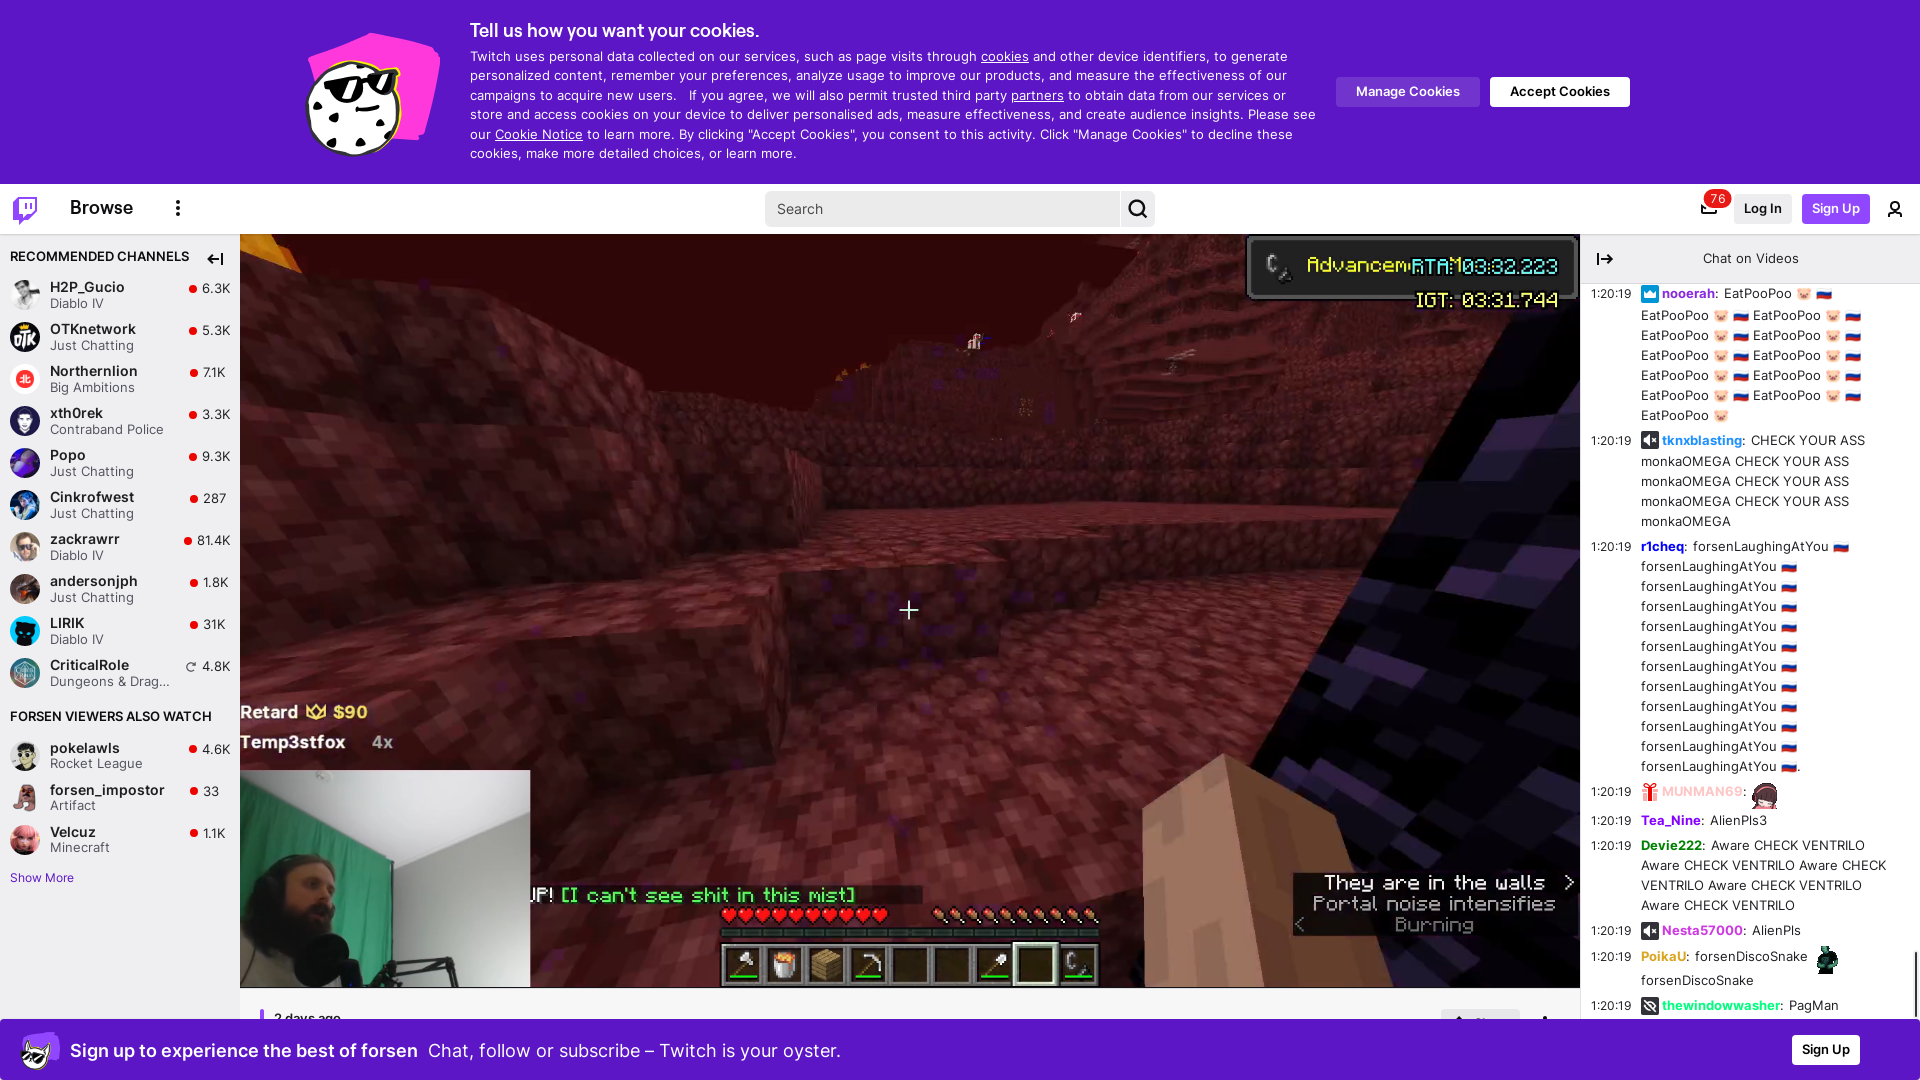 Tell us how you want your cookies.
Twitch uses personal data collected on our services, such as page visits through cookies and other device identifiers, to generate
personalized content, remember your preferences, analyze usage to improve our products, and measure the effectiveness of our
campaigns to acquire new users. If you agree, we will also permit trusted third party partners to obtain data from our services or
store and access cookies on your device to deliver personalised ads, measure effectiveness, and create audience insights. Please see
our Cookie Notice to learn more. By clicking "Accept Cookies", you consent to this activity. Click "Manage Cookies" to decline these
cookies, make more detailed choices, or learn more.
Manage Cookies
Accept Cookies
Browse
Search
76
Log In
Sign Up
RECOMMENDED CHANNELS
H2P_Gucio 6.3K
Diablo IV
OTKnetwork 5.3K
Just Chatting
Northernlion 7.1K
Big Ambitions
xth0rek 3.3K
Contraband Police
Popo 9.3K
Just Chatting
Cinkrofwest 287
Just Chatting
zackrawrr 81.4K
Diablo IV
andersonjph 1.8K
Just Chatting
LIRIK 31K
Diablo IV
CriticalRole 4.8K
Dungeons & Drag...
FORSEN VIEWERS ALSO WATCH
pokelawls 4.6K
Rocket League
forsen_impostor 33
Artifact
Velcuz 1.1K
Minecraft
Show More
RTA: 03:32.223
IGT: 03:31.744
Retard $90
Temp3stfox 4x
UP! [I can't see shit in this mist]
They are in the walls >
Portal noise intensifies
< Burning
2 days ago
Chat on Videos
1:20:19 nooerah: EatPooPoo 🐷 🇷🇺
EatPooPoo 🐷 🇷🇺 EatPooPoo 🐷 🇷🇺
EatPooPoo 🐷 🇷🇺 EatPooPoo 🐷 🇷🇺
EatPooPoo 🐷 🇷🇺 EatPooPoo 🐷 🇷🇺
EatPooPoo 🐷 🇷🇺 EatPooPoo 🐷 🇷🇺
EatPooPoo 🐷 🇷🇺 EatPooPoo 🐷 🇷🇺
EatPooPoo 🐷
1:20:19 tknxblasting: CHECK YOUR ASS
monkaOMEGA CHECK YOUR ASS
monkaOMEGA CHECK YOUR ASS
monkaOMEGA CHECK YOUR ASS
monkaOMEGA
1:20:19 r1cheq: forsenLaughingAtYou 🇷🇺
forsenLaughingAtYou 🇷🇺
forsenLaughingAtYou 🇷🇺
forsenLaughingAtYou 🇷🇺
forsenLaughingAtYou 🇷🇺
forsenLaughingAtYou 🇷🇺
forsenLaughingAtYou 🇷🇺
forsenLaughingAtYou 🇷🇺
forsenLaughingAtYou 🇷🇺
forsenLaughingAtYou 🇷🇺
forsenLaughingAtYou 🇷🇺
forsenLaughingAtYou 🇷🇺.
1:20:19 MUNMAN69:
1:20:19 Tea_Nine: AlienPls3
1:20:19 Devie222: Aware CHECK VENTRILO
Aware CHECK VENTRILO Aware CHECK
VENTRILO Aware CHECK VENTRILO
Aware CHECK VENTRILO
1:20:19 Nesta57000: AlienPls
1:20:19 PoikaU: forsenDiscoSnake
forsenDiscoSnake
1:20:19 thewindowwasher: PagMan
Sign up to experience the best of forsen Chat, follow or subscribe – Twitch is your oyster.
Sign Up